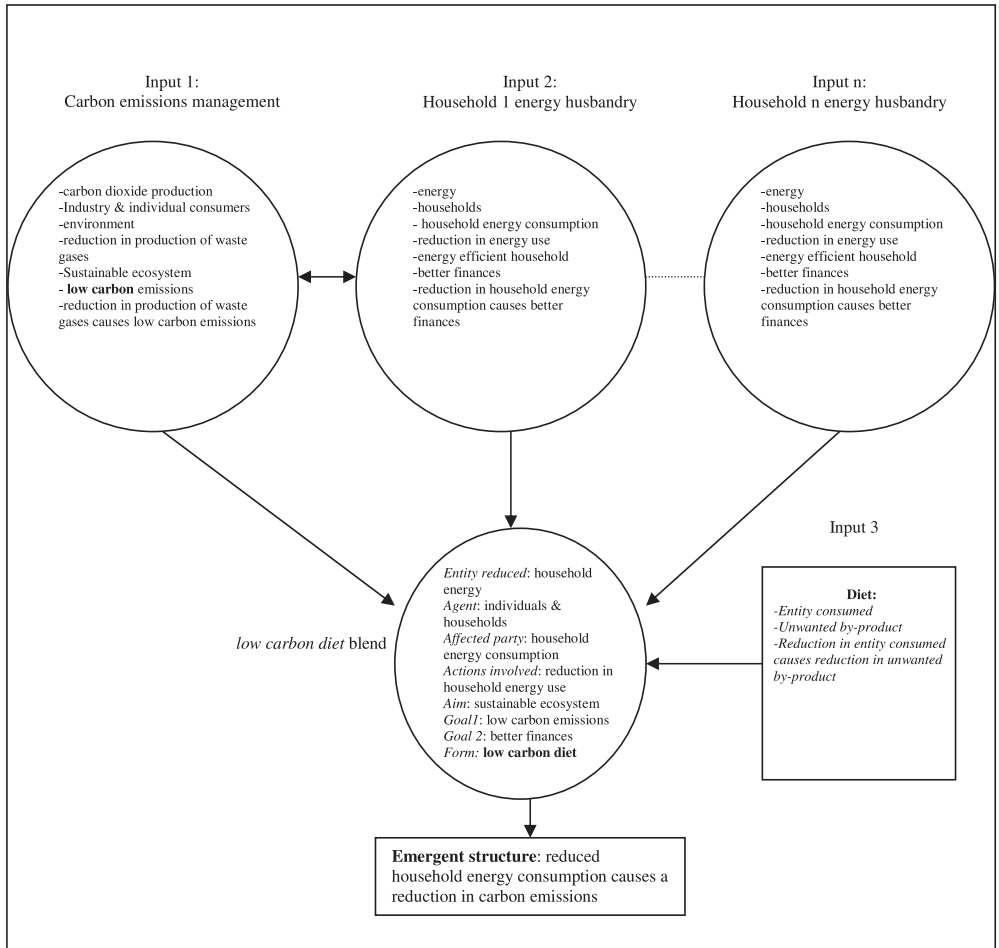 Input 1:
Carbon emissions management
Input 2:
Household 1 energy husbandry
Input n:
Household n energy husbandry
-carbon dioxide production
-Industry & individual consumers
-environment
-reduction in production of waste
gases
-Sustainable ecosystem
- low carbon emissions
-reduction in production of waste
gases causes low carbon emissions
-energy
-households
- household energy consumption
-reduction in energy use
-energy efficient household
-better finances
-reduction in household energy
consumption causes better
finances
-energy
-households
-household energy consumption
-reduction in energy use
-energy efficient household
-better finances
-reduction in household energy
consumption causes better
finances
low carbon diet blend
Entity reduced: household
energy
Agent: individuals &
households
Affected party: household
energy consumption
Actions involved: reduction in
household energy use
Aim: sustainable ecosystem
Goal1: low carbon emissions
Goal 2: better finances
Form: low carbon diet
Input 3
Diet:
-Entity consumed
-Unwanted by-product
-Reduction in entity consumed
causes reduction in unwanted
by-product
Emergent structure: reduced
household energy consumption causes a
reduction in carbon emissions